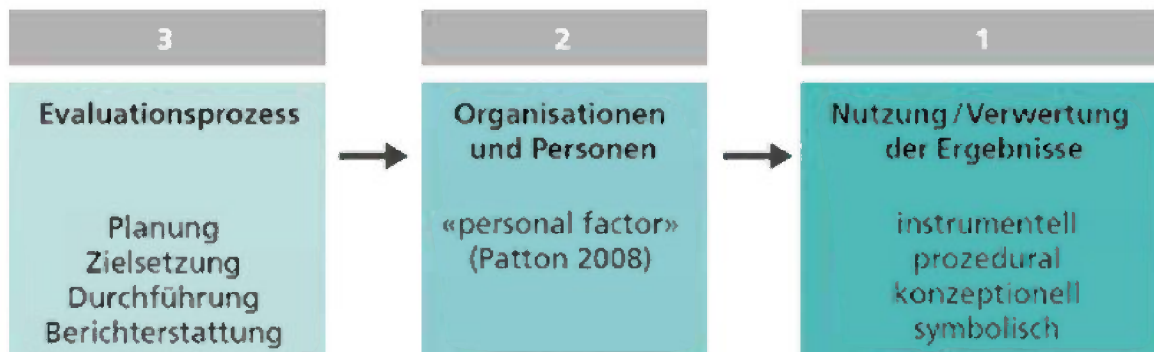 3
Evaluationsprozess
Planung
Zielsetzung
Durchführung
Berichterstattung
2
Organisationen
und Personen
«personal factor»
(Patton 2008)
1
Nutzung/Verwertung
der Ergebnisse
instrumentell
prozedural
konzeptionell
symbolisch